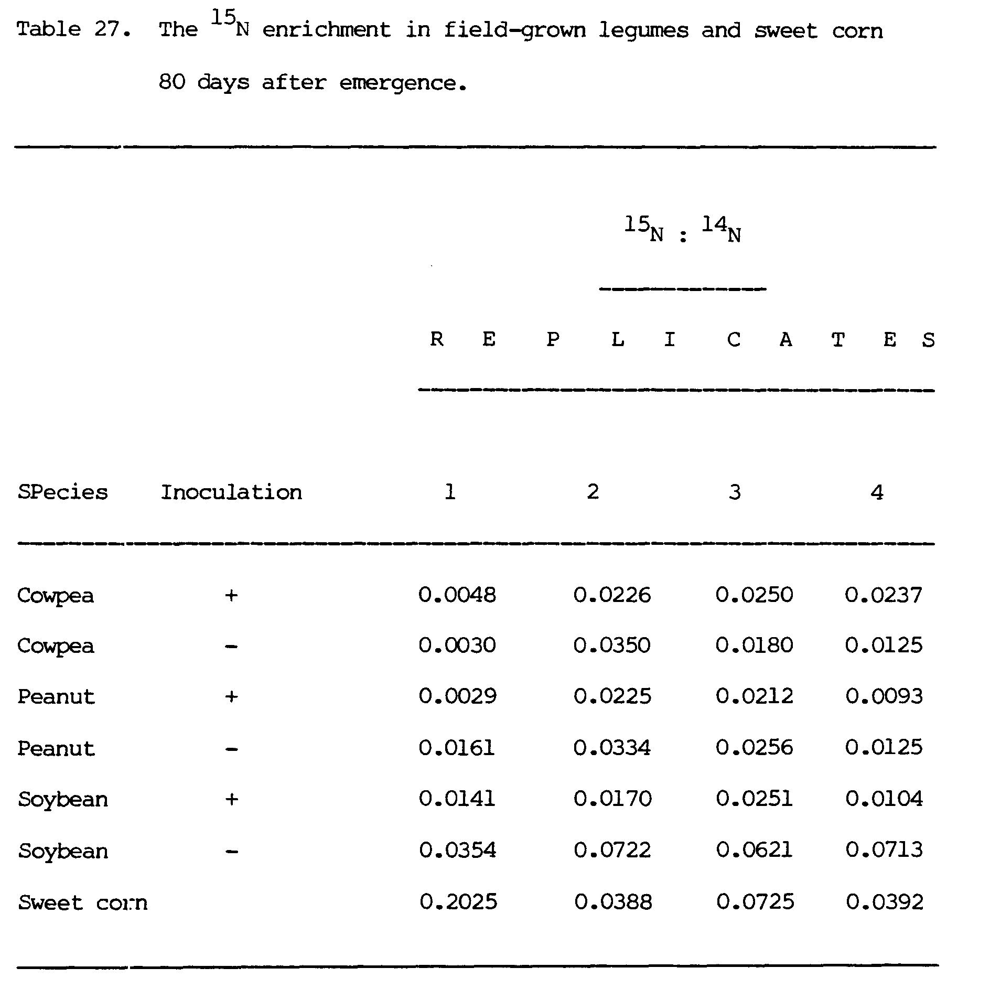 Table 27. The 15N enrichment in field-grown legumes and sweet corn
80 days after emergence.
15N : 14N
R E P L I C A T E S
SPecies Inoculation 1 2 3 4
Cowpea + 0.0048 0.0226 0.0250 0.0237
Cowpea - 0.0030 0.0350 0.0180 0.0125
Peanut + 0.0029 0.0225 0.0212 0.0093
Peanut - 0.0161 0.0334 0.0256 0.0125
Soybean + 0.0141 0.0170 0.0251 0.0104
Soybean - 0.0354 0.0722 0.0621 0.0713
Sweet corn 0.2025 0.0388 0.0725 0.0392